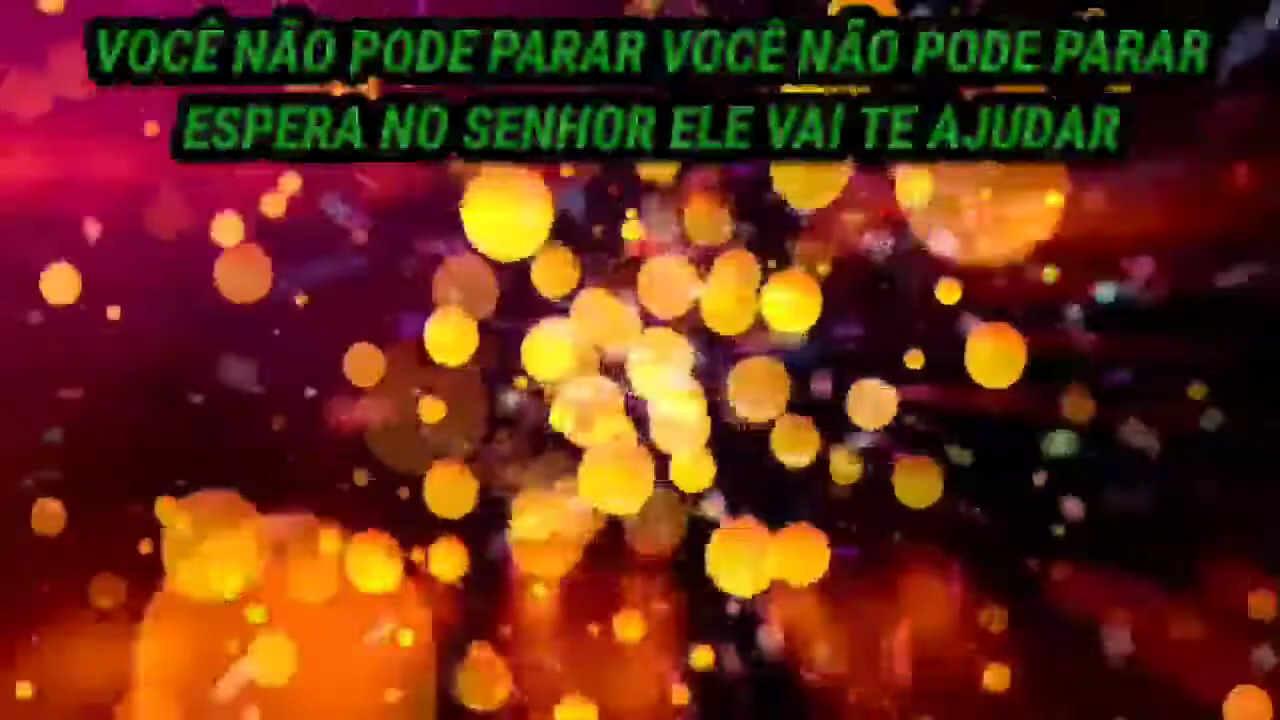 VOCÊ NÃO PODE PARAR VOCÊ NÃO PODE PARAR
ESPERA NO SENHOR ELE VAI TE AJUDAR